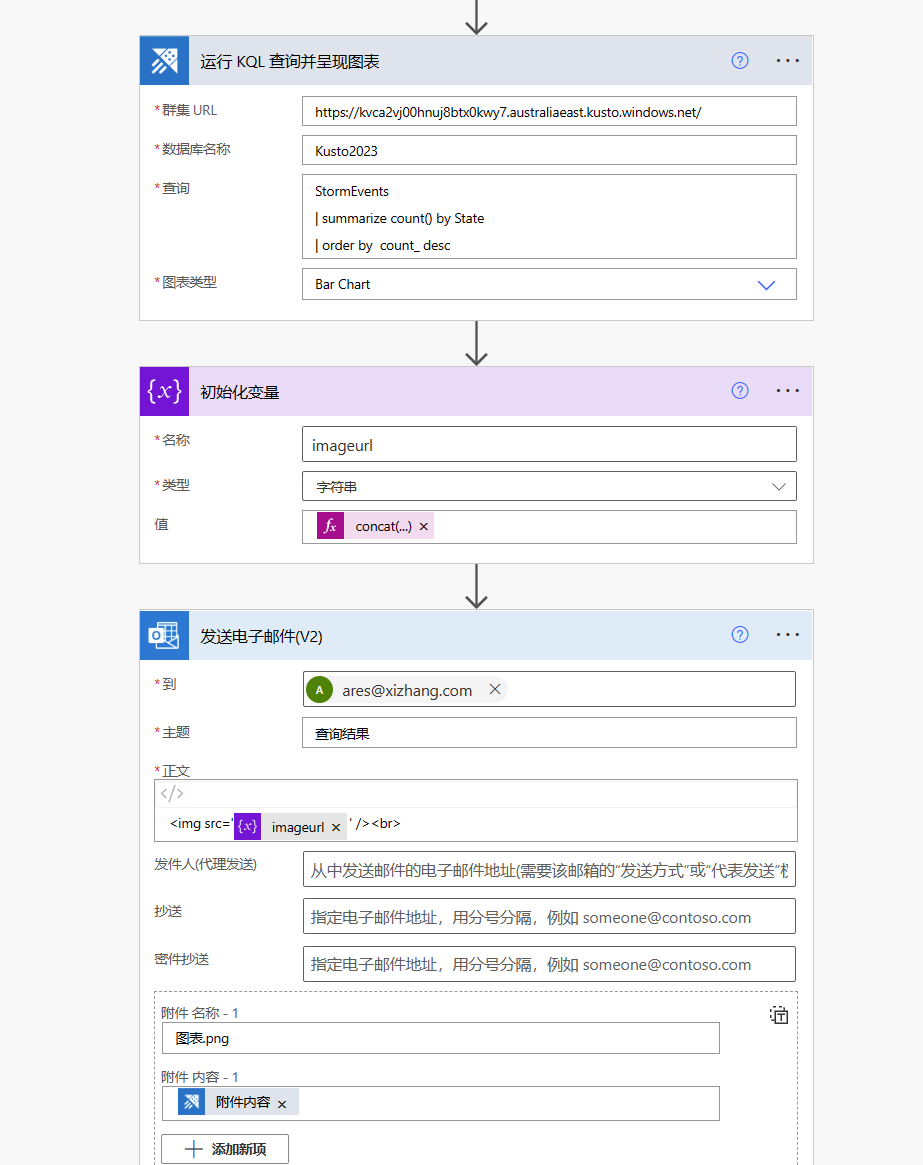 运行 KQL 查询并呈现图表
*群集 URL
https://kvca2vj00hnuj8btx0kwy7.australiaeast.kusto.windows.net/
*数据库名称
Kusto2023
*查询
StormEvents
| summarize count() by State
| order by  count_ desc
*图表类型
Bar Chart
{x} 初始化变量
*名称
imageurl
*类型
字符串
值
fx concat(...) ×
发送电子邮件(V2)
*到
A ares@xizhang.com ×
*主题
查询结果
*正文
</>
<img src='{x} imageurl × ' /><br>
发件人(代理发送)
从中发送邮件的电子邮件地址(需要该邮箱的“发送方式”或“代表发送”
抄送
指定电子邮件地址，用分号分隔，例如 someone@contoso.com
密件抄送
指定电子邮件地址，用分号分隔，例如 someone@contoso.com
附件 名称 - 1
图表.png
附件 内容 - 1
附件内容 ×
添加新项